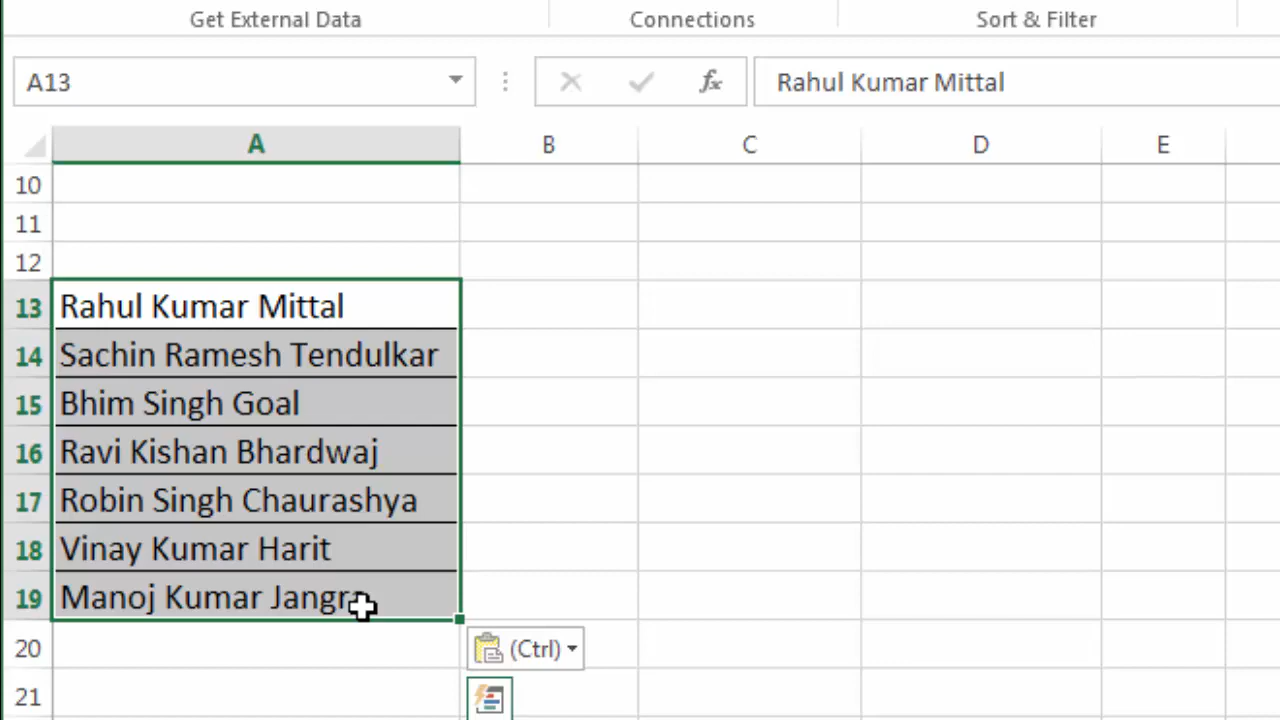 Get External Data Connections Sort & Filter
A13 fx Rahul Kumar Mittal
A B C D E
10
11
12
13 Rahul Kumar Mittal
14 Sachin Ramesh Tendulkar
15 Bhim Singh Goal
16 Ravi Kishan Bhardwaj
17 Robin Singh Chaurashya
18 Vinay Kumar Harit
19 Manoj Kumar Jangra
20 (Ctrl)
21